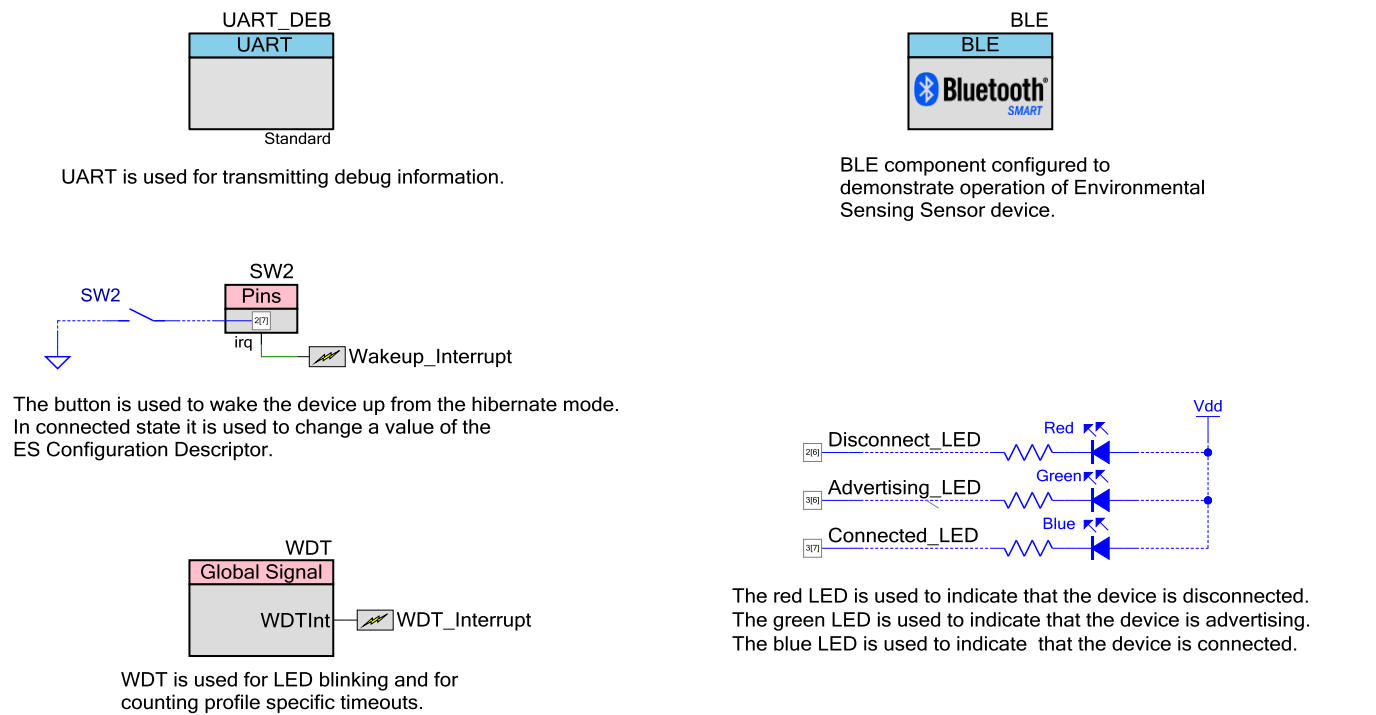 UART_DEB
UART
Standard
UART is used for transmitting debug information.
BLE
BLE
Bluetooth®
SMART
BLE component configured to
demonstrate operation of Environmental
Sensing Sensor device.
SW2
SW2
Pins
2[7]
irq
Wakeup_Interrupt
The button is used to wake the device up from the hibernate mode.
In connected state it is used to change a value of the
ES Configuration Descriptor.
Vdd
2[6] Disconnect_LED Red
3[6] Advertising_LED Green
3[7] Connected_LED Blue
The red LED is used to indicate that the device is disconnected.
The green LED is used to indicate that the device is advertising.
The blue LED is used to indicate  that the device is connected.
WDT
Global Signal
WDTInt
WDT_Interrupt
WDT is used for LED blinking and for
counting profile specific timeouts.